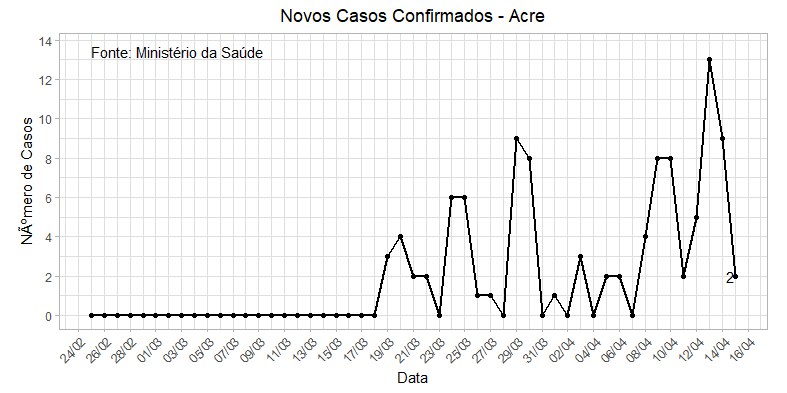 Novos Casos Confirmados - Acre
Fonte: Ministério da Saúde
NÃºmero de Casos
14
12
10
8
6
4
2
0
2
24/02 26/02 28/02 01/03 03/03 05/03 07/03 09/03 11/03 13/03 15/03 17/03 19/03 21/03 23/03 25/03 27/03 29/03 31/03 02/04 04/04 06/04 08/04 10/04 12/04 14/04 16/04
Data